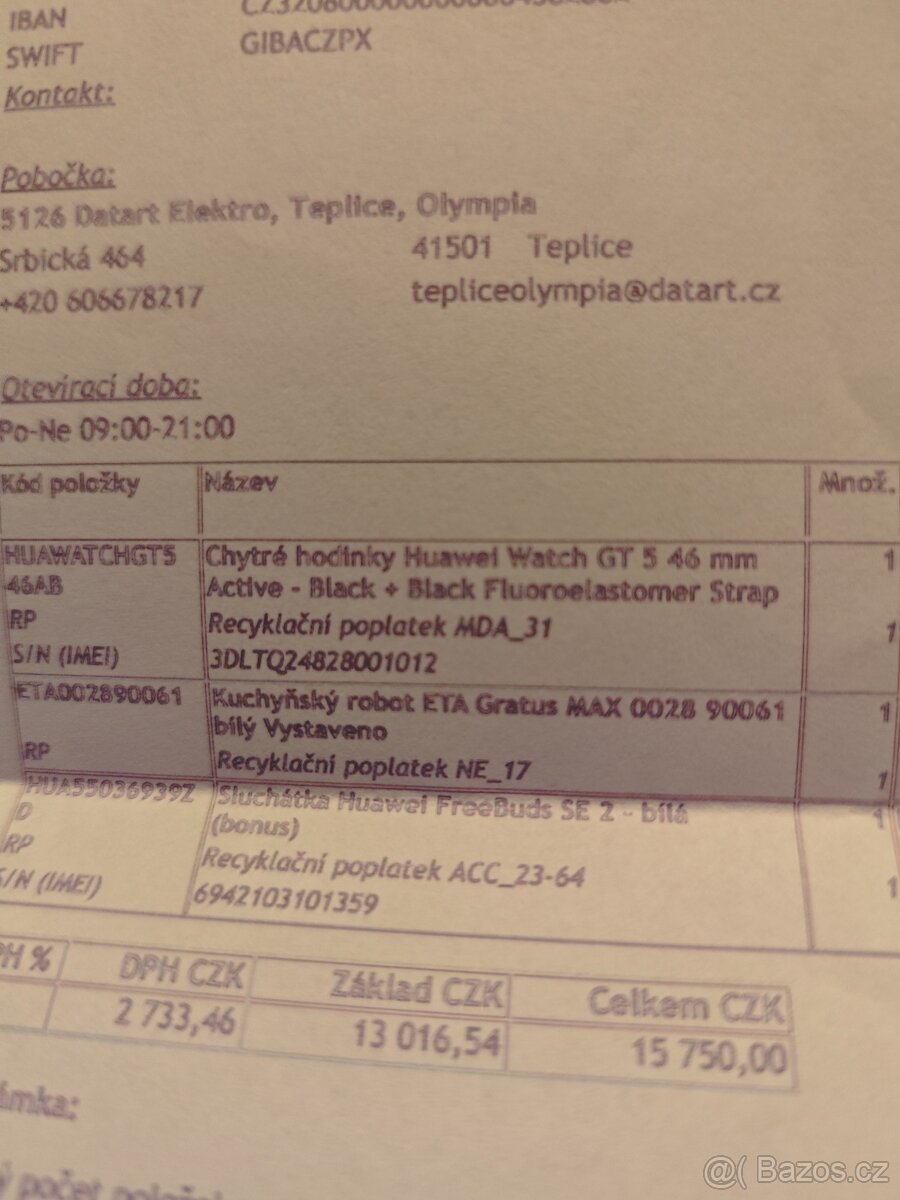 IBAN
SWIFT GIBACZPX
Kontakt:
Pobočka:
5126 Datart Elektro, Teplice, Olympia
Srbická 464 41501 Teplice
+420 606678217 tepliceolympia@datart.cz
Otevírací doba:
Po-Ne 09:00-21:00
Kód položky Název Množ.
HUAWATCHGT5 Chytré hodinky Huawei Watch GT 5 46 mm 1
46AB Active - Black + Black Fluoroelastomer Strap
RP Recyklační poplatek MDA_31 1
S/N (IMEI) 3DLTQ24828001012
ETA002890061 Kuchyňský robot ETA Gratus MAX 0028 90061 1
bílý Vystaveno
RP Recyklační poplatek NE_17 1
HUA55036939Z Sluchátka Huawei FreeBuds SE 2 - bílá 1
D (bonus)
RP Recyklační poplatek ACC_23-64 1
S/N (IMEI) 6942103101359
PH % DPH CZK Základ CZK Celkem CZK
2 733,46 13 016,54 15 750,00
ámka:
ý počet
@( Bazos.cz